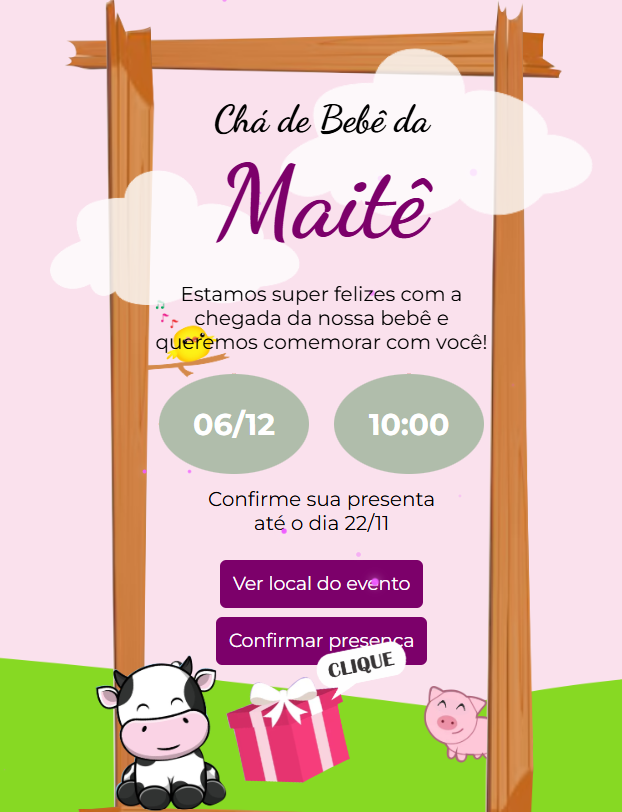 Chá de Bebê da
Maitê
Estamos super felizes com a
chegada da nossa bebê e
queremos comemorar com você!
06/12
10:00
Confirme sua presenta
até o dia 22/11
Ver local do evento
Confirmar presença
CLIQUE